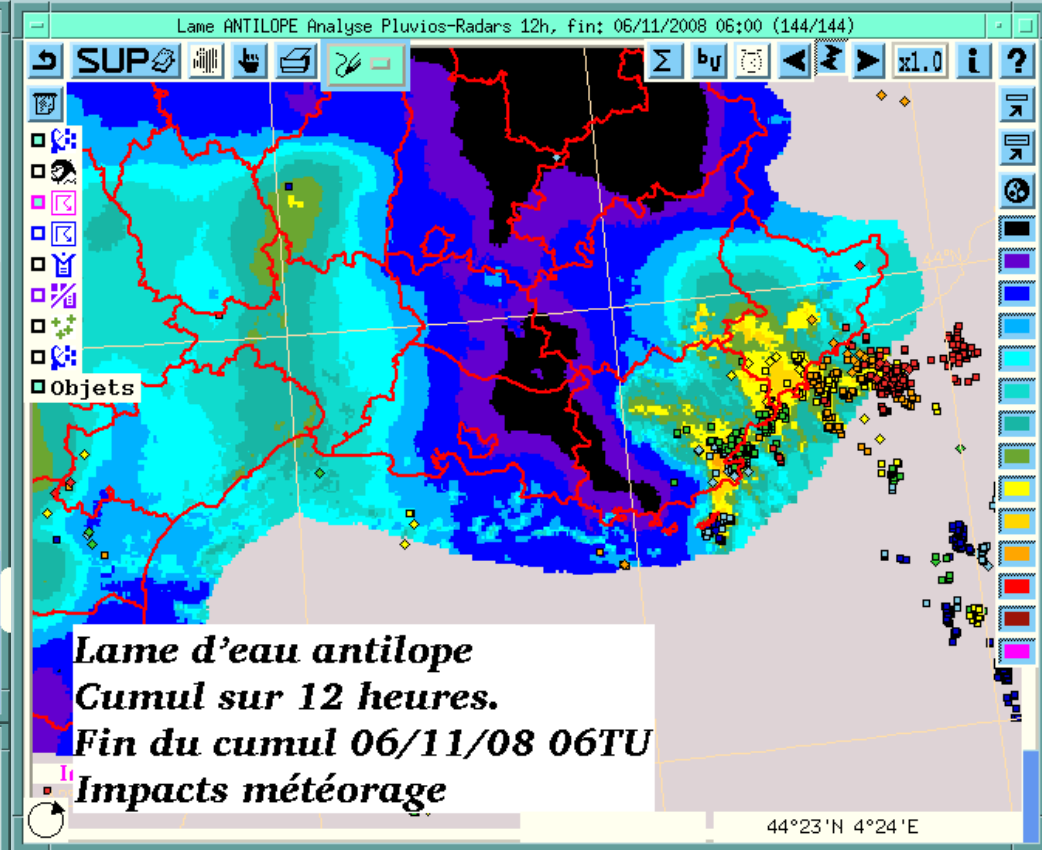 Lame ANTILOPE Analyse Pluvios-Radars 12h, fin: 06/11/2008 06:00 (144/144)
SUP
Σ
bU
x1.0
i
?
44°N
Objets
Lame d’eau antilope
Cumul sur 12 heures.
Fin du cumul 06/11/08 06TU
Impacts météorage
44°23'N 4°24'E